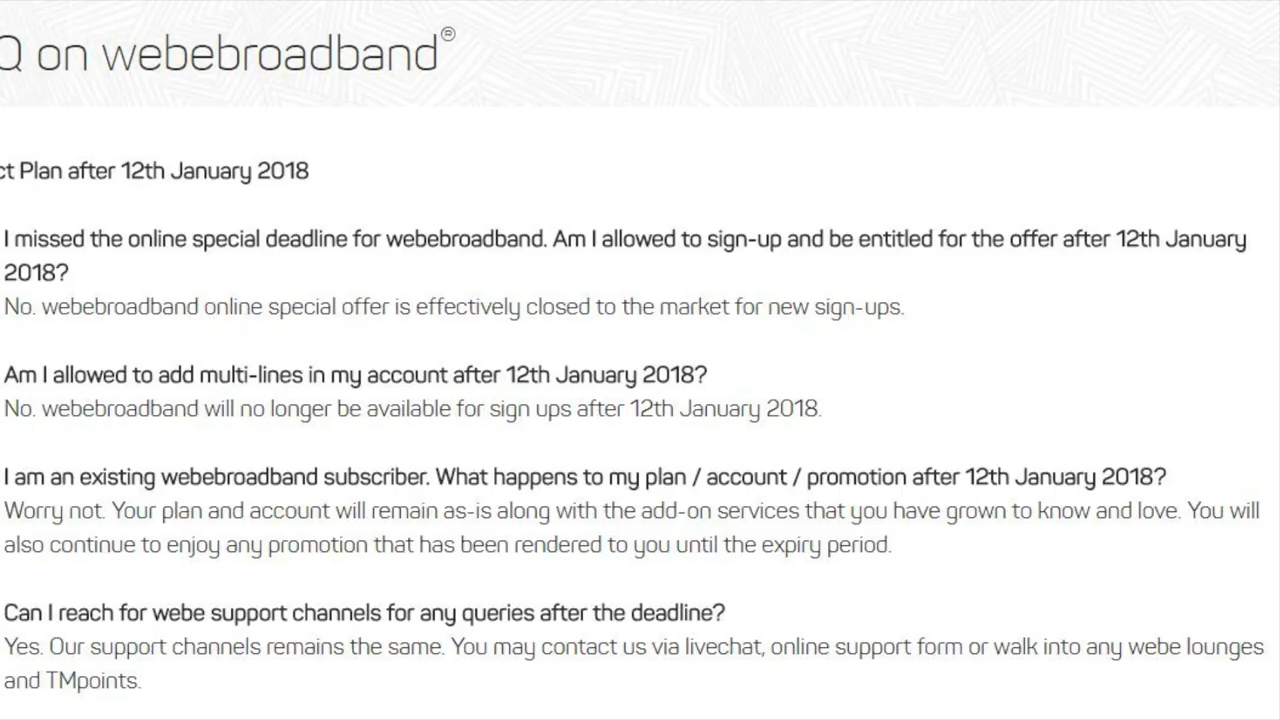 Q on webebroadband®
ct Plan after 12th January 2018
I missed the online special deadline for webebroadband. Am I allowed to sign-up and be entitled for the offer after 12th January
2018?
No. webebroadband online special offer is effectively closed to the market for new sign-ups.
Am I allowed to add multi-lines in my account after 12th January 2018?
No. webebroadband will no longer be available for sign ups after 12th January 2018.
I am an existing webebroadband subscriber. What happens to my plan / account / promotion after 12th January 2018?
Worry not. Your plan and account will remain as-is along with the add-on services that you have grown to know and love. You will
also continue to enjoy any promotion that has been rendered to you until the expiry period.
Can I reach for webe support channels for any queries after the deadline?
Yes. Our support channels remains the same. You may contact us via livechat, online support form or walk into any webe lounges
and TMpoints.